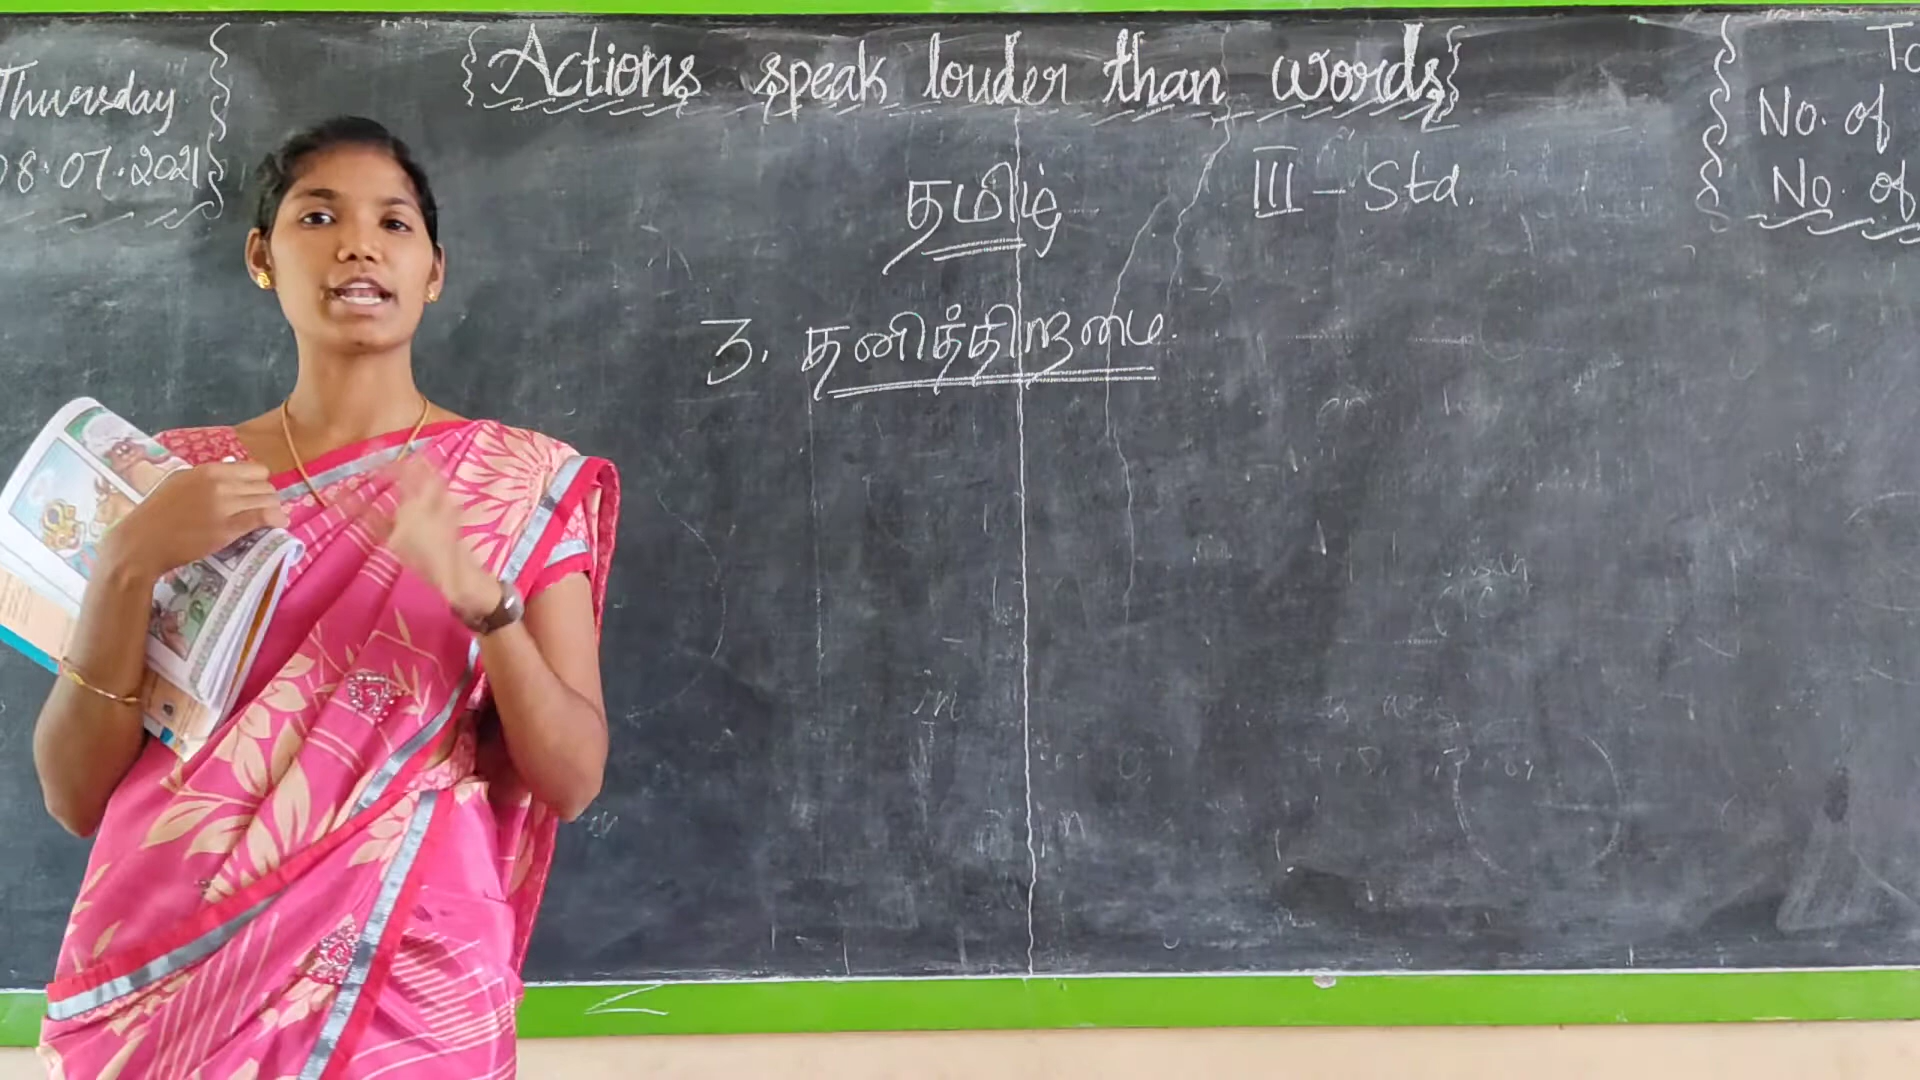 Thursday
08.07.2021
Actions speak louder than words
தமிழ்
III - Std.
3. தனித்திறமை.
No. of
No. of